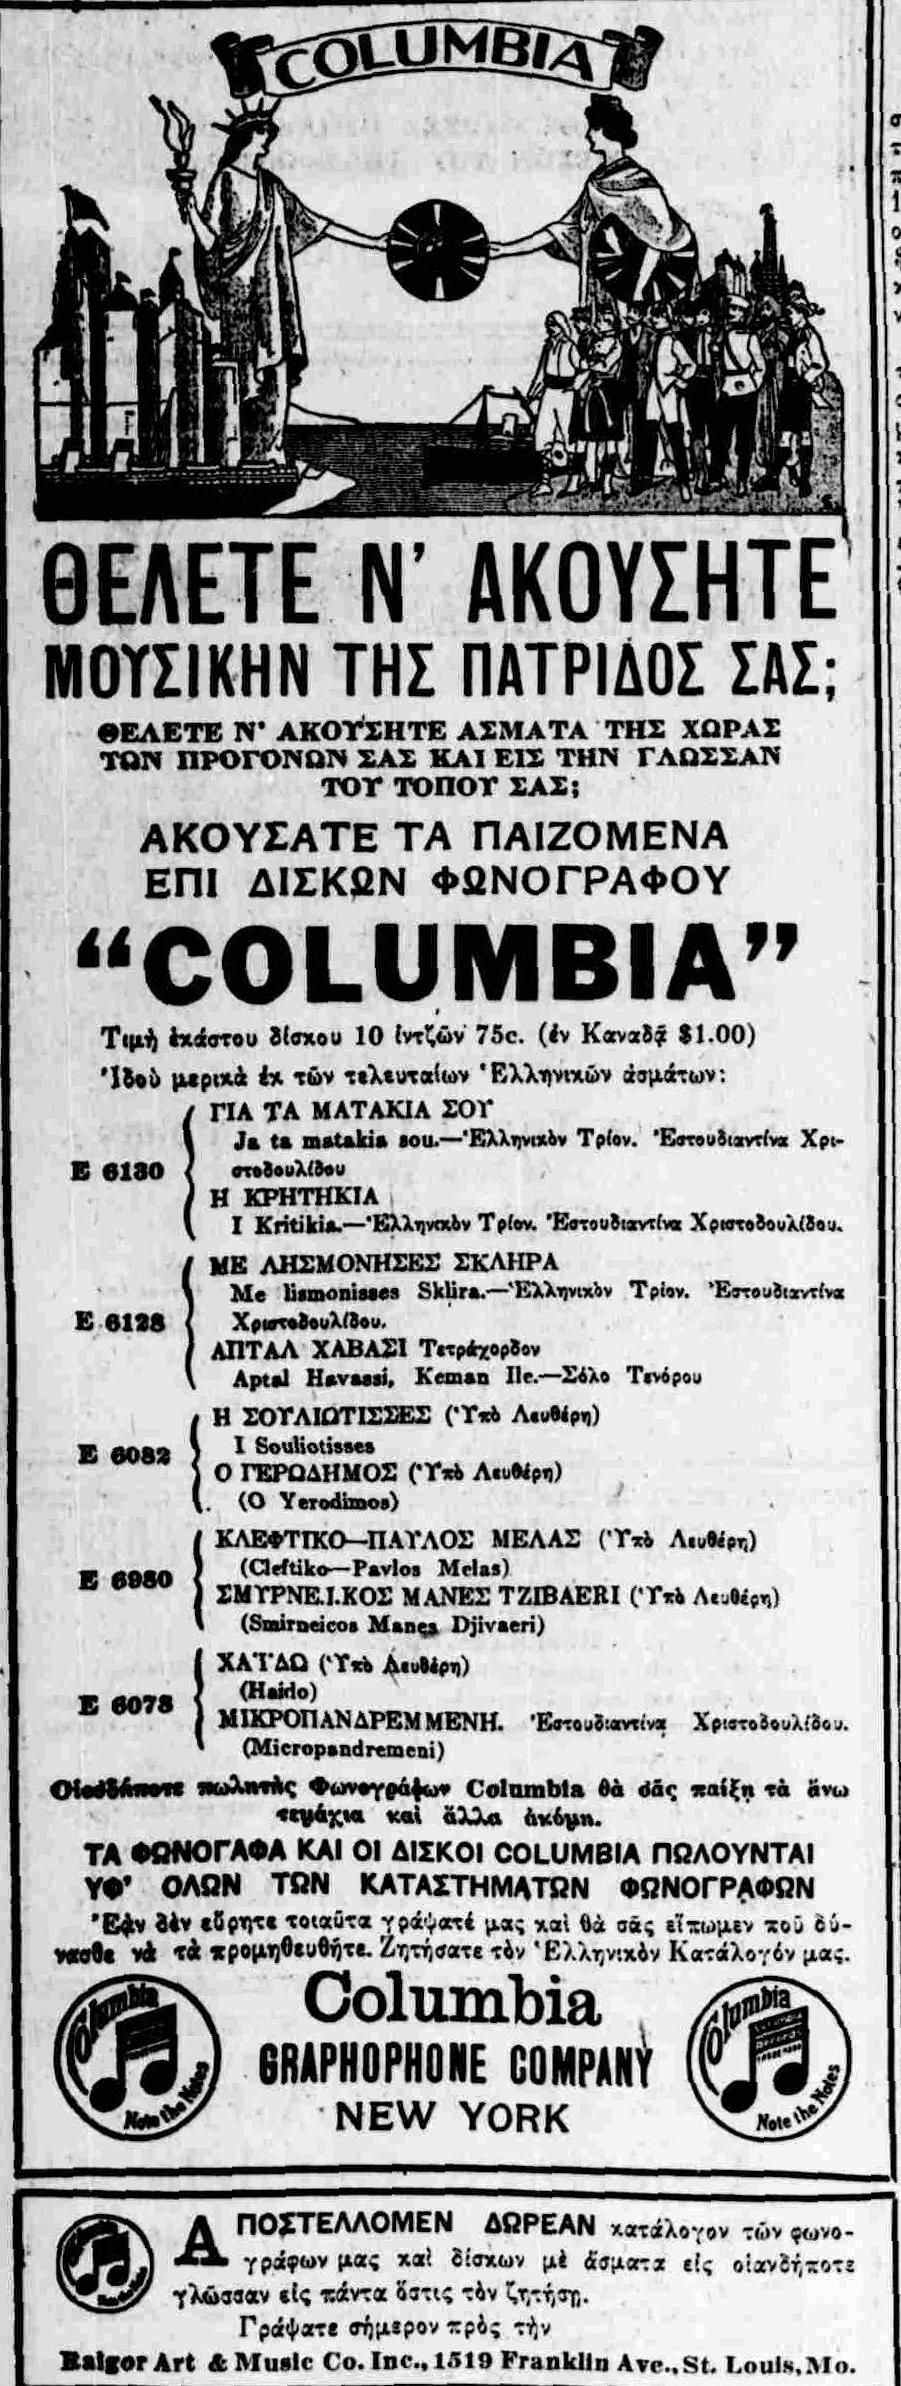 COLUMBIA
ΘΕΛΕΤΕ Ν' ΑΚΟΥΣΗΤΕ
ΜΟΥΣΙΚΗΝ ΤΗΣ ΠΑΤΡΙΔΟΣ ΣΑΣ;
ΘΕΛΕΤΕ Ν' ΑΚΟΥΣΗΤΕ ΑΣΜΑΤΑ ΤΗΣ ΧΩΡΑΣ
ΤΩΝ ΠΡΟΓΟΝΩΝ ΣΑΣ ΚΑΙ ΕΙΣ ΤΗΝ ΓΛΩΣΣΑΝ
ΤΟΥ ΤΟΠΟΥ ΣΑΣ;
ΑΚΟΥΣΑΤΕ ΤΑ ΠΑΙΖΟΜΕΝΑ
ΕΠΙ ΔΙΣΚΩΝ ΦΩΝΟΓΡΑΦΟΥ
“COLUMBIA”
Τιμὴ ἑκάστου δίσκου 10 ἰντζῶν 75c. (ἐν Καναδᾷ $1.00)
Ἰδοὺ μερικὰ ἐκ τῶν τελευταίων Ἑλληνικῶν ἀσμάτων:
E 6130
ΓΙΑ ΤΑ ΜΑΤΑΚΙΑ ΣΟΥ
Ja ta matakia sou.—Ἑλληνικὸν Τρίον. Ἐστουδιαντίνα Χρι-
στοδουλίδου
Η ΚΡΗΤΗΚΙΑ
I Kritikia.—Ἑλληνικὸν Τρίον. Ἐστουδιαντίνα Χριστοδουλίδου.
E 6128
ΜΕ ΛΗΣΜΟΝΗΣΕΣ ΣΚΛΗΡΑ
Me lismonisses Sklira.—Ἑλληνικὸν Τρίον. Ἐστουδιαντίνα
Χριστοδουλίδου.
ΑΠΤΑΛ ΧΑΒΑΣΙ Τετράχορδον
Aptal Havassi, Keman Ile.—Σόλο Τενόρου
E 6082
Η ΣΟΥΛΙΩΤΙΣΣΕΣ (Ὑπὸ Λευθέρη)
I Souliotisses
Ο ΓΕΡΩΔΗΜΟΣ (Ὑπὸ Λευθέρη)
(O Yerodimos)
E 6980
ΚΛΕΦΤΙΚΟ—ΠΑΥΛΟΣ ΜΕΛΑΣ (Ὑπὸ Λευθέρη)
(Cleftiko—Pavlos Melas)
ΣΜΥΡΝΕ.Ι.ΚΟΣ ΜΑΝΕΣ TZIBAERI (Ὑπὸ Λευθέρη)
(Smirneicos Manes Djivaeri)
E 6078
ΧΑΪΔΩ (Ὑπὸ Λευθέρη)
(Haido)
ΜΙΚΡΟΠΑΝΔΡΕΜΜΕΝΗ. Ἐστουδιαντίνα Χριστοδουλίδου.
(Micropandremeni)
Οἱοσδήποτε πωλητὴς Φωνογράφων Columbia θὰ σᾶς παίξῃ τὰ ἄνω
τεμάχια καὶ ἄλλα ἀκόμη.
ΤΑ ΦΩΝΟΓΑΦΑ ΚΑΙ ΟΙ ΔΙΣΚΟΙ COLUMBIA ΠΩΛΟΥΝΤΑΙ
ΥΦ' ΟΛΩΝ ΤΩΝ ΚΑΤΑΣΤΗΜΑΤΩΝ ΦΩΝΟΓΡΑΦΩΝ
Ἐὰν δὲν εὕρητε τοιαῦτα γράψατέ μας καὶ θὰ σᾶς εἴπωμεν ποῦ δύ-
νασθε νὰ τὰ προμηθευθῆτε. Ζητήσατε τὸν Ἑλληνικὸν Κατάλογόν μας.
Columbia
Note the Notes
Columbia
GRAPHOPHONE COMPANY
NEW YORK
Columbia
Note the Notes
ΑΠΟΣΤΕΛΛΟΜΕΝ ΔΩΡΕΑΝ κατάλογον τῶν φωνο-
γράφων μας καὶ δίσκων μὲ ἄσματα εἰς οἱανδήποτε
γλῶσσαν εἰς πάντα ὅστις τὸν ζητήσῃ.
Γράψατε σήμερον πρὸς τὴν
Balgor Art & Music Co. Inc., 1519 Franklin Ave., St. Louis, Mo.